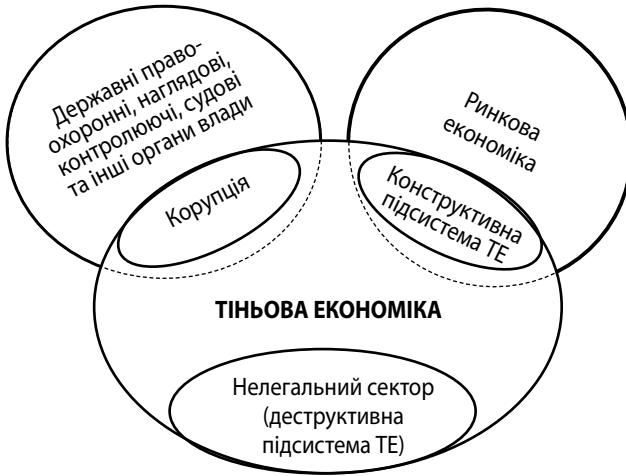 Державні право-
охоронні, наглядові,
контролюючі, судові
та інші органи влади
Ринкова
економіка
Корупція
Конструктивна
підсистема ТЕ
ТІНЬОВА ЕКОНОМІКА
Нелегальний сектор
(деструктивна
підсистема ТЕ)